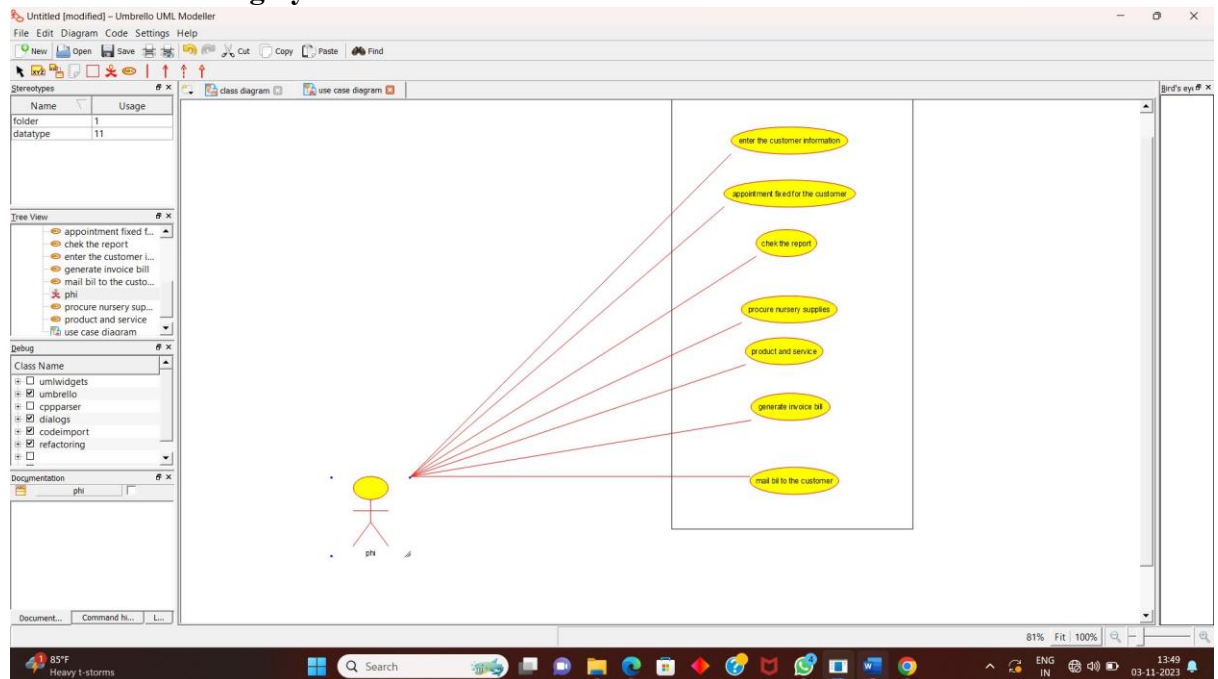 Untitled [modified] – Umbrello UML Modeller
File Edit Diagram Code Settings Help
New Open Save Cut Copy Paste Find
Stereotypes
Name Usage
folder 1
datatype 11
Tree View
appointment fixed f...
chek the report
enter the customer i...
generate invoice bill
mail bil to the custo...
phi
procure nursery sup...
product and service
use case diagram
Debug
Class Name
umlwidgets
umbrello
cppparser
dialogs
codeimport
refactoring
Documentation
phi
Document... Command hi... L...
class diagram use case diagram
enter the customer information
appointment fixed for the customer
chek the report
procure nursery supplies
product and service
generate invoice bill
mail bil to the customer
phi
Bird's eye
81% Fit 100%
1
85°F
Heavy t-storms
Search
ENG
IN
13:49
03-11-2023